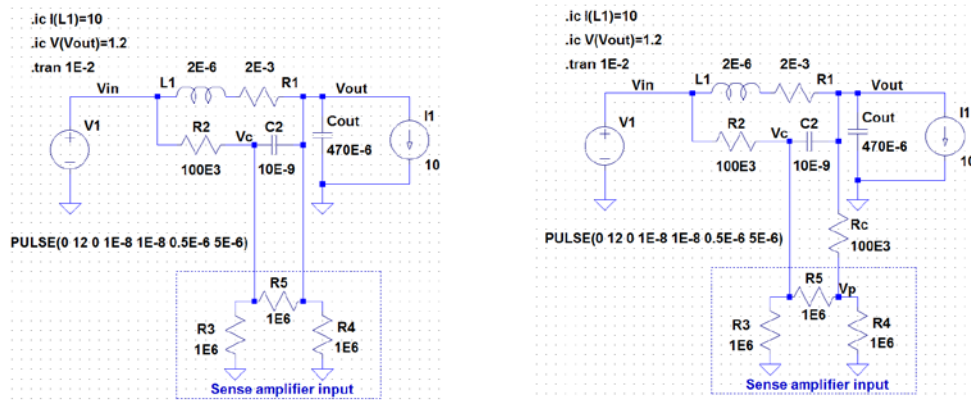 .ic I(L1)=10
.ic V(Vout)=1.2
.tran 1E-2
L1 2E-6 2E-3 R1
Vin Vout
V1 R2 Vc C2 Cout I1
100E3 10E-9 470E-6 10
PULSE(0 12 0 1E-8 1E-8 0.5E-6 5E-6)
R5
1E6
R3 R4
1E6 1E6
Sense amplifier input
.ic I(L1)=10
.ic V(Vout)=1.2
.tran 1E-2
L1 2E-6 2E-3 R1
Vin Vout
V1 R2 Vc C2 Cout I1
100E3 10E-9 470E-6 10
PULSE(0 12 0 1E-8 1E-8 0.5E-6 5E-6)
Rc
100E3
R5 Vp
1E6
R3 R4
1E6 1E6
Sense amplifier input